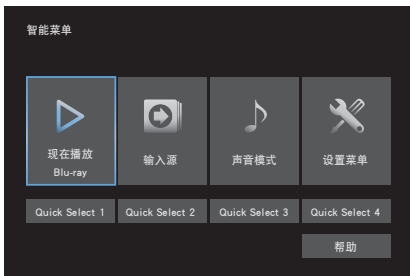 智能菜单
现在播放
Blu-ray
输入源
声音模式
设置菜单
Quick Select 1
Quick Select 2
Quick Select 3
Quick Select 4
帮助